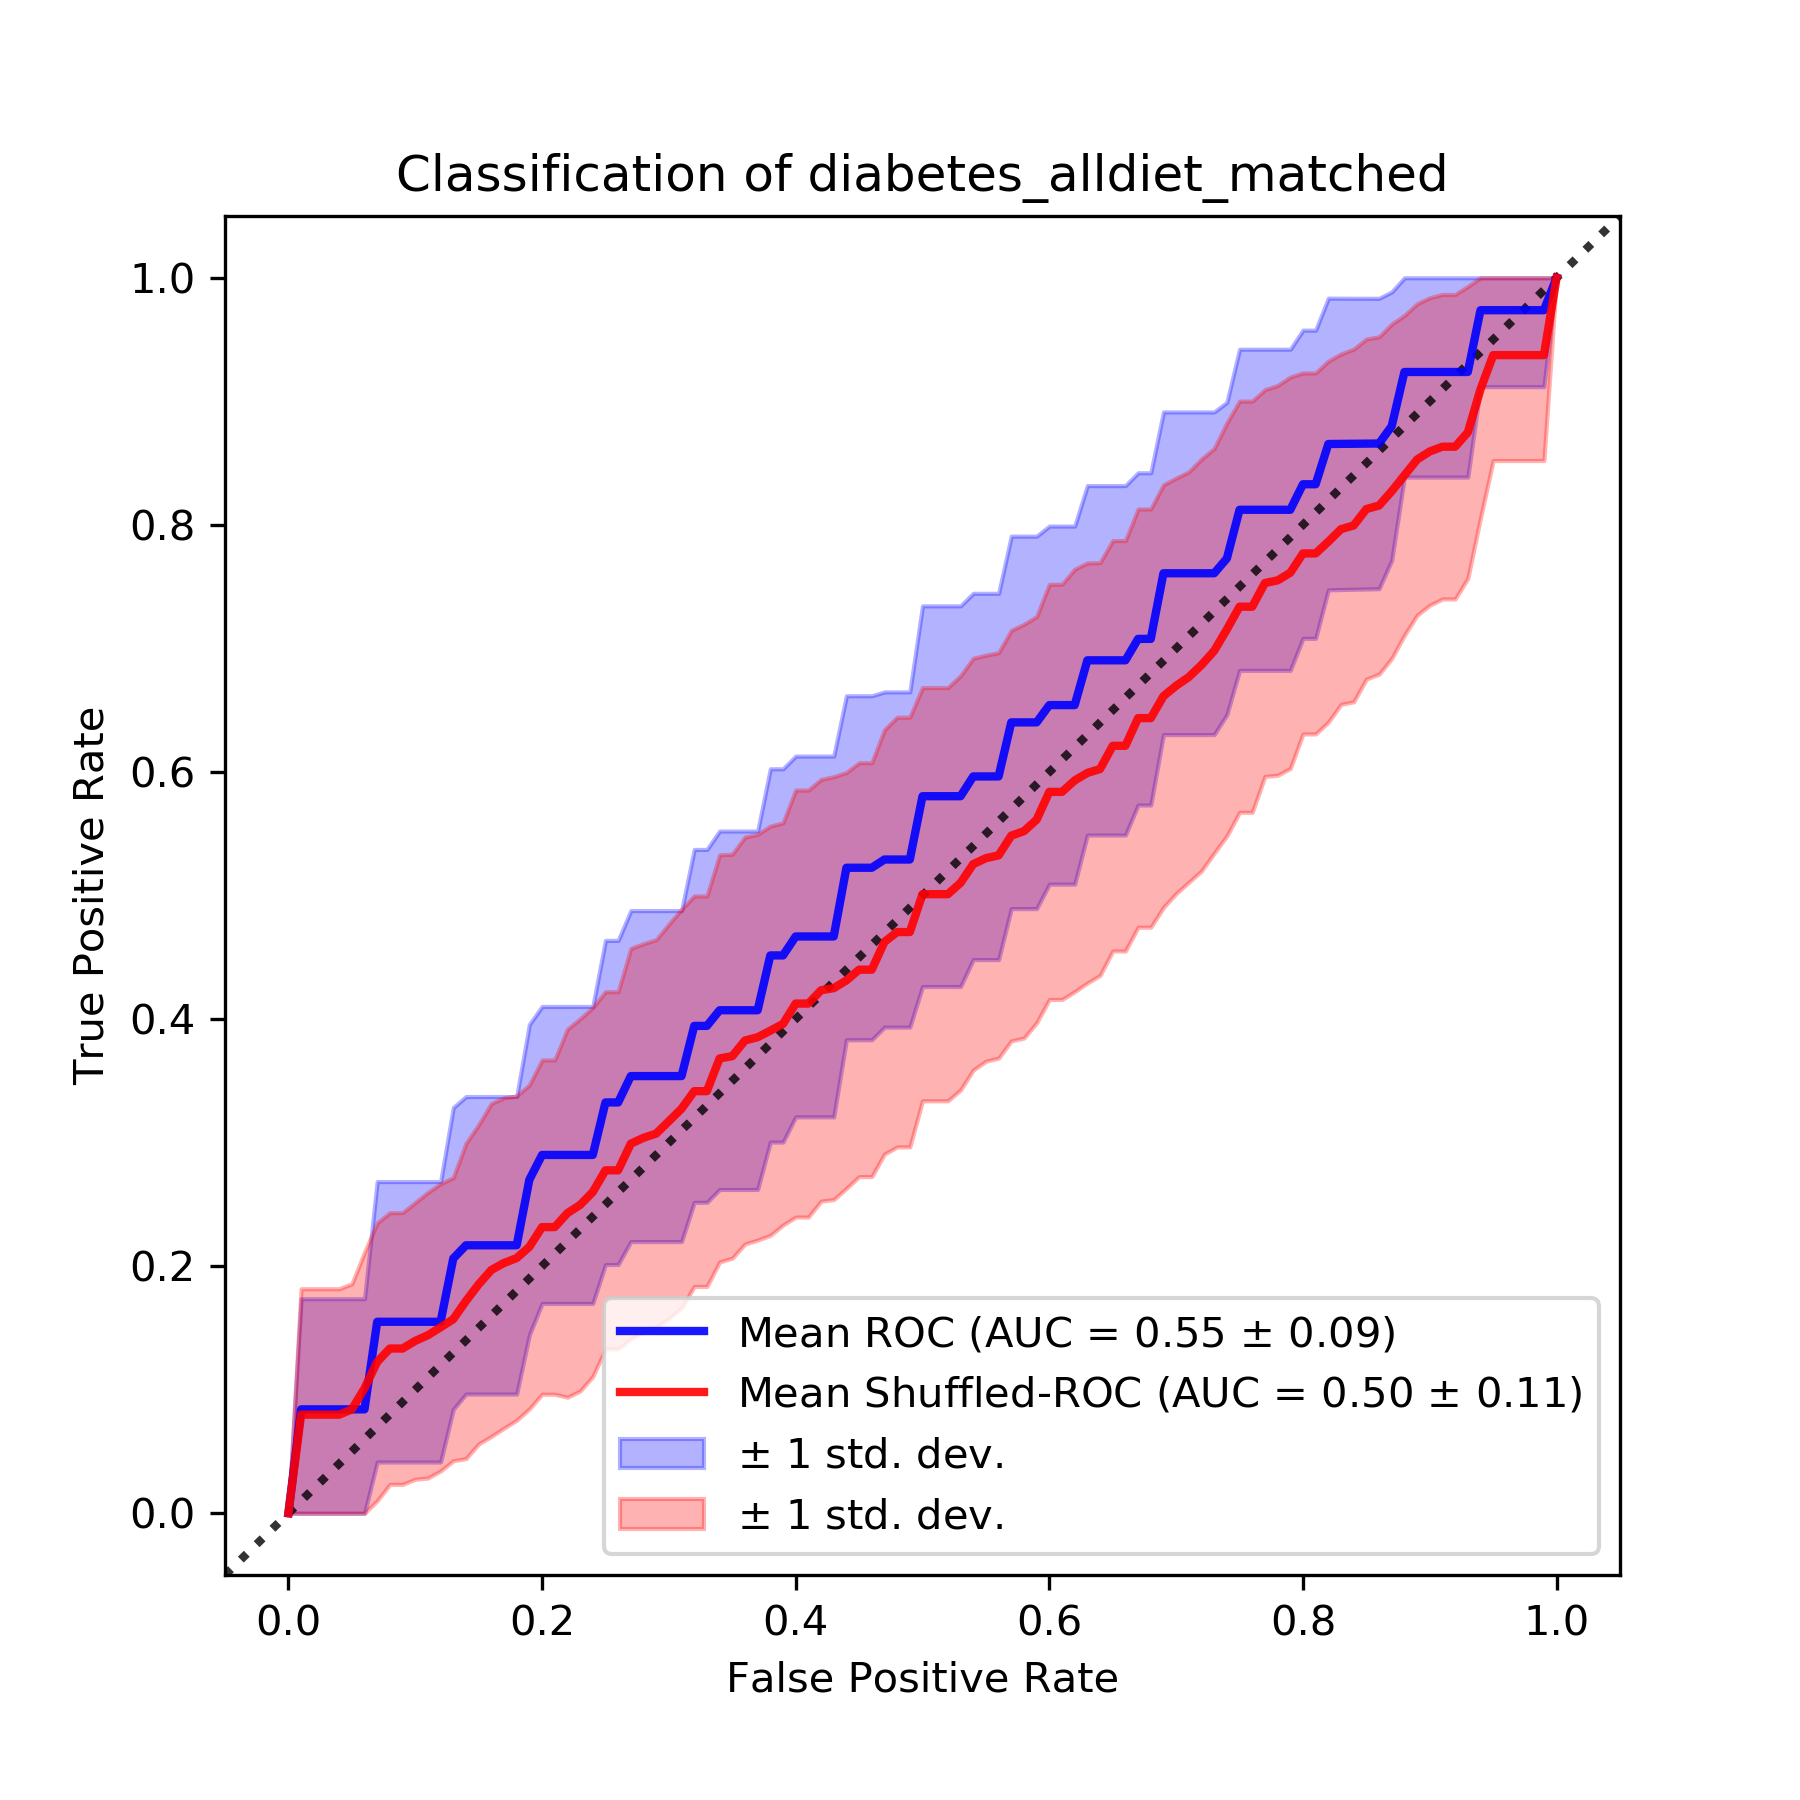 Classification of diabetes_alldiet_matched
1.0
0.8
0.6
0.4
0.2
0.0
True Positive Rate
Mean ROC (AUC = 0.55 ± 0.09)
Mean Shuffled-ROC (AUC = 0.50 ± 0.11)
± 1 std. dev.
± 1 std. dev.
0.0 0.2 0.4 0.6 0.8 1.0
False Positive Rate